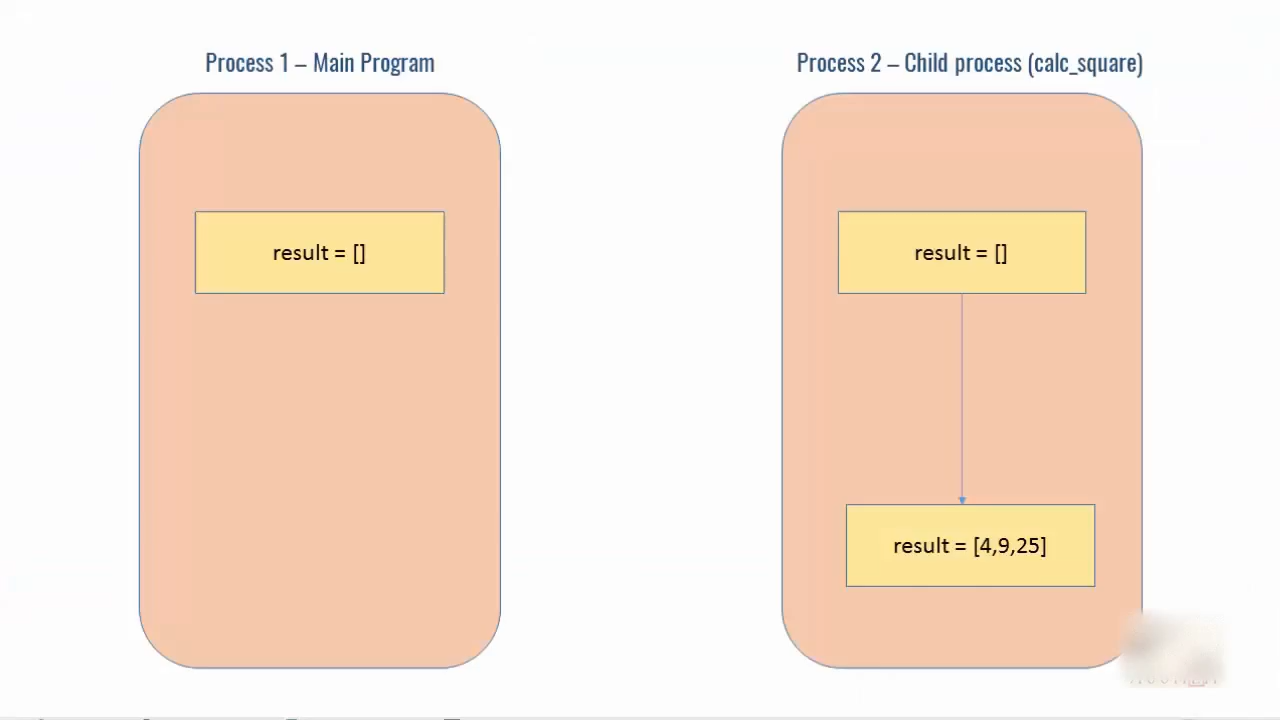 Process 1 – Main Program
Process 2 – Child process (calc_square)
result = []
result = []
result = [4,9,25]